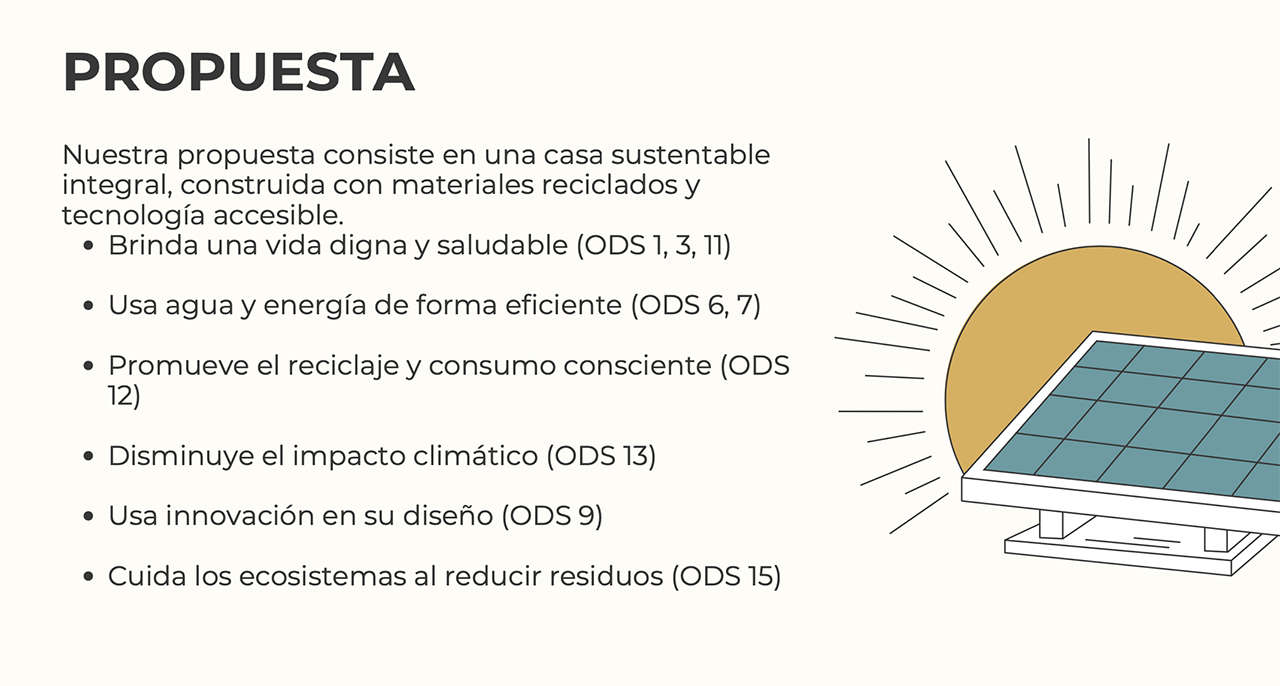 PROPUESTA
Nuestra propuesta consiste en una casa sustentable
integral, construida con materiales reciclados y
tecnología accesible.
• Brinda una vida digna y saludable (ODS 1, 3, 11)
• Usa agua y energía de forma eficiente (ODS 6, 7)
• Promueve el reciclaje y consumo consciente (ODS
12)
• Disminuye el impacto climático (ODS 13)
• Usa innovación en su diseño (ODS 9)
• Cuida los ecosistemas al reducir residuos (ODS 15)